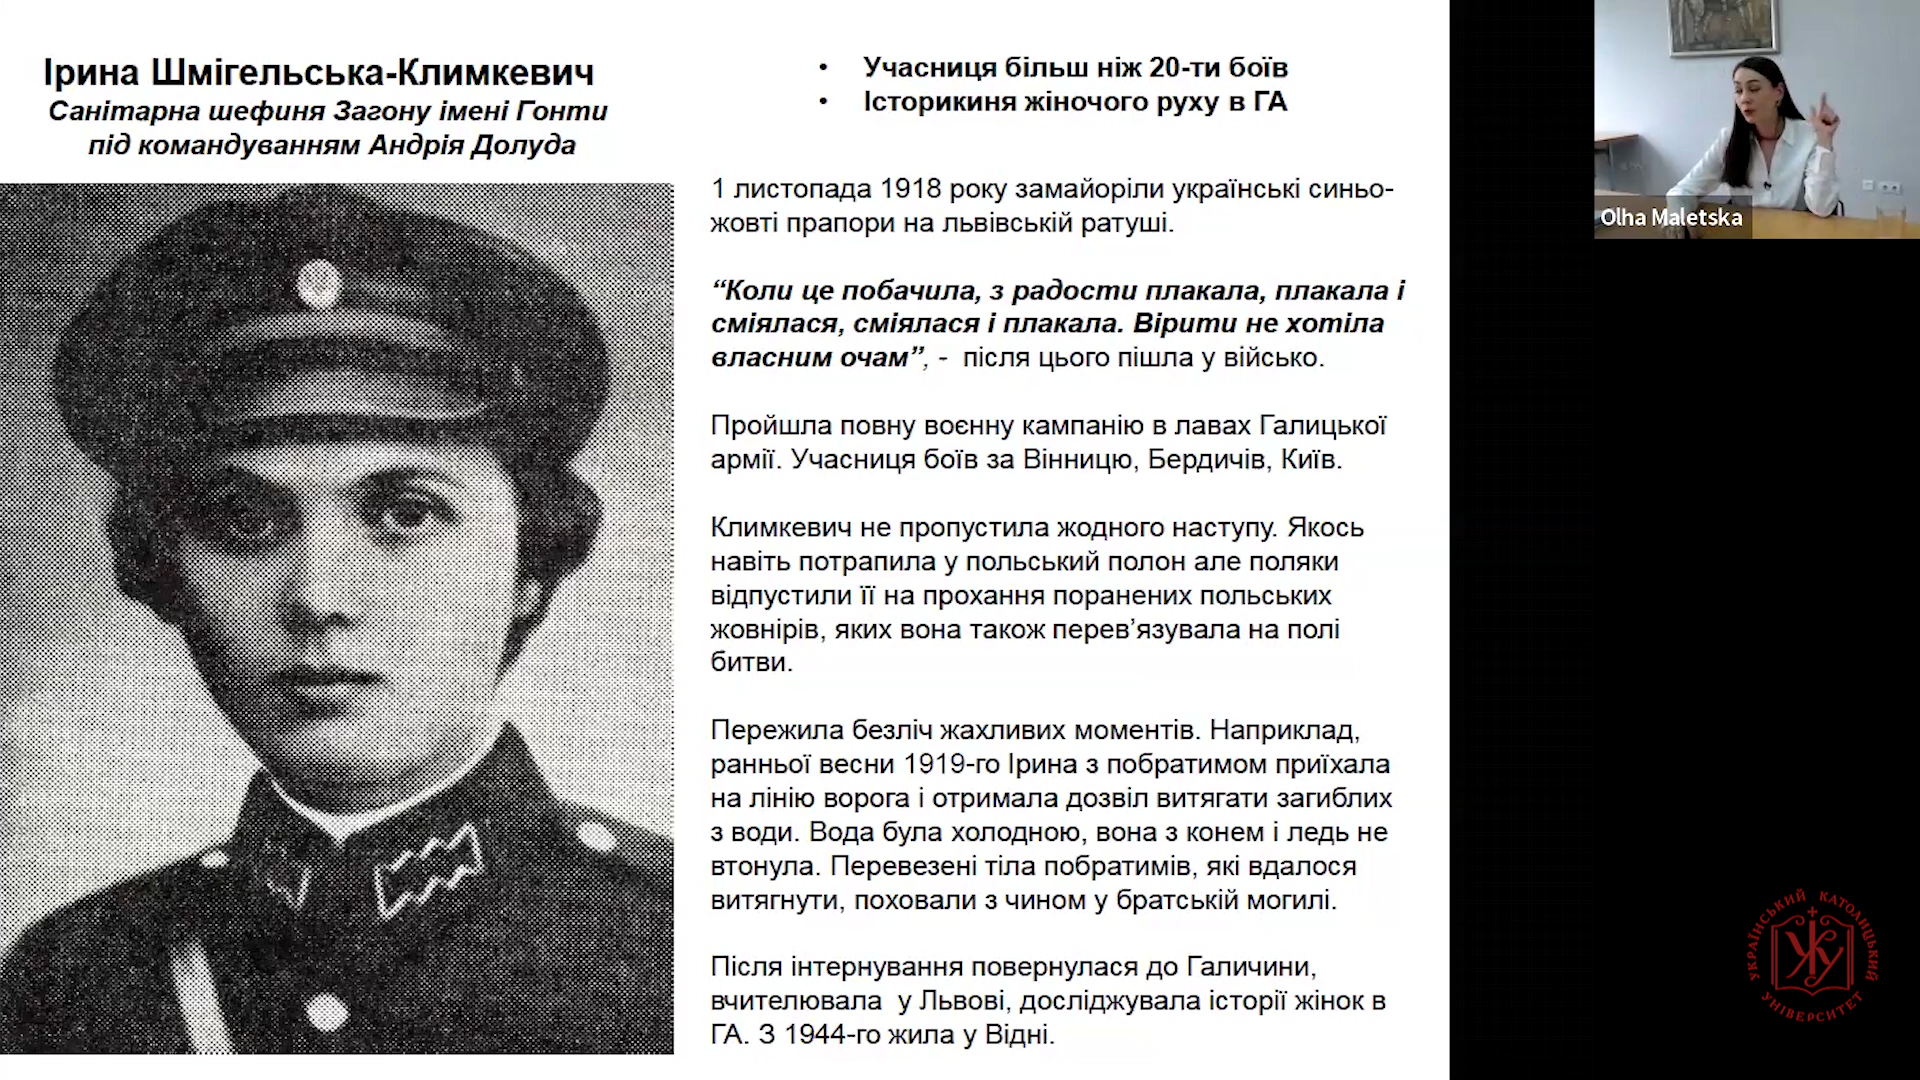 Ірина Шмігельська-Климкевич
Санітарна шефиня Загону імені Гонти
під командуванням Андрія Долуда
• Учасниця більш ніж 20-ти боїв
• Історикиня жіночого руху в ГА
1 листопада 1918 року замайоріли українські синьо-
жовті прапори на львівській ратуші.
“Коли це побачила, з радости плакала, плакала і
сміялася, сміялася і плакала. Вірити не хотіла
власним очам”, - після цього пішла у військо.
Пройшла повну воєнну кампанію в лавах Галицької
армії. Учасниця боїв за Вінницю, Бердичів, Київ.
Климкевич не пропустила жодного наступу. Якось
навіть потрапила у польський полон але поляки
відпустили її на прохання поранених польських
жовнірів, яких вона також перев’язувала на полі
битви.
Пережила безліч жахливих моментів. Наприклад,
ранньої весни 1919-го Ірина з побратимом приїхала
на лінію ворога і отримала дозвіл витягати загиблих
з води. Вода була холодною, вона з конем і ледь не
втонула. Перевезені тіла побратимів, які вдалося
витягнути, поховали з чином у братській могилі.
Після інтернування повернулася до Галичини,
вчителювала у Львові, досліджувала історії жінок в
ГА. З 1944-го жила у Відні.
Olha Maletska
УКРАЇНСЬКИЙ КАТОЛИЦЬКИЙ
УКУ
УНІВЕРСИТЕТ